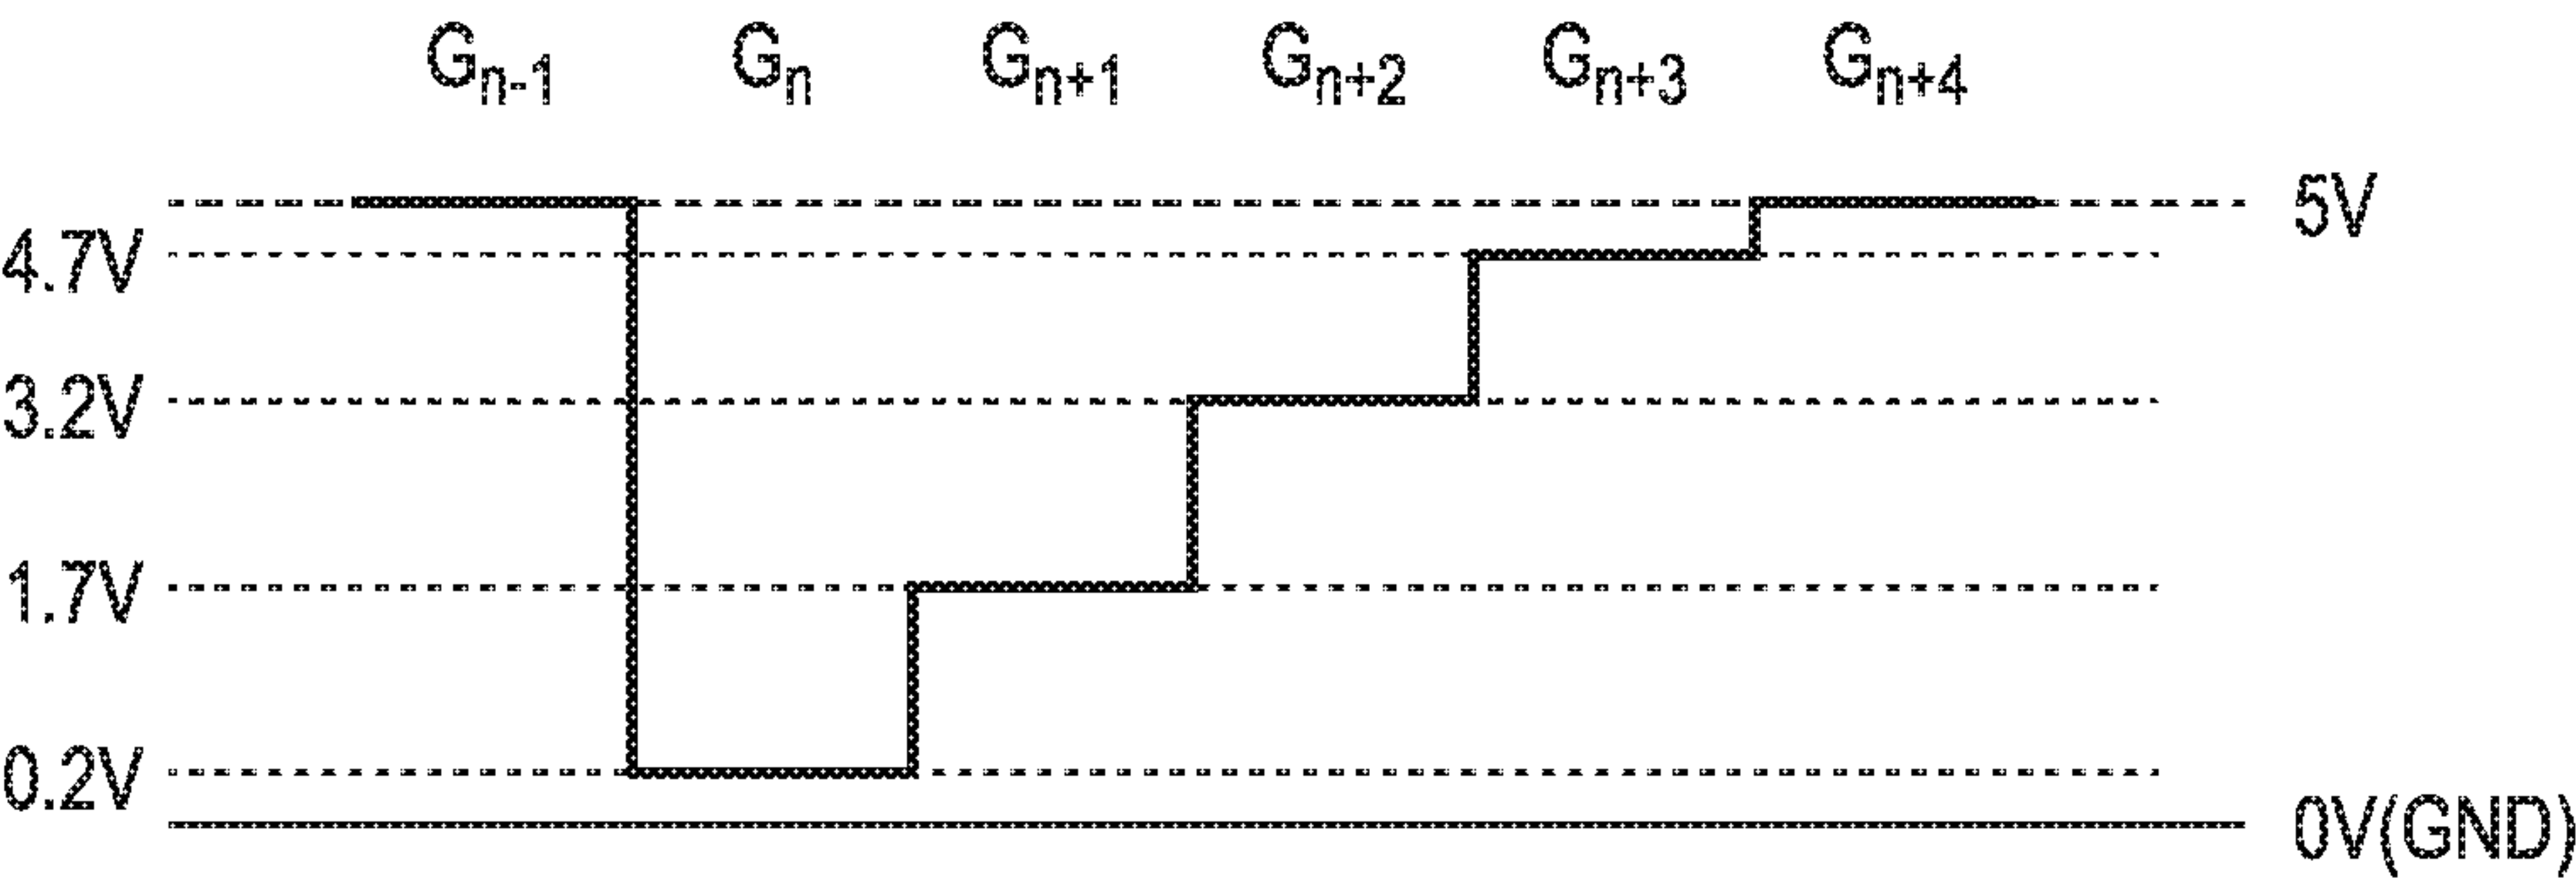 Gn-1 Gn Gn+1 Gn+2 Gn+3 Gn+4
5V
4.7V
3.2V
1.7V
0.2V
0V(GND)